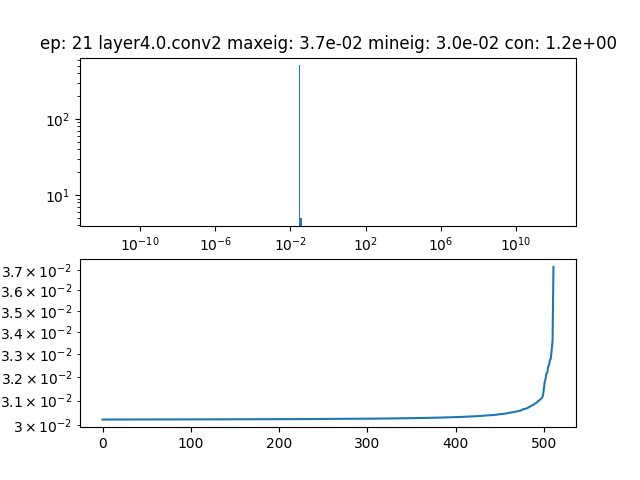 ep: 21 layer4.0.conv2 maxeig: 3.7e-02 mineig: 3.0e-02 con: 1.2e+00
10²
10¹
10⁻¹⁰ 10⁻⁶ 10⁻² 10² 10⁶ 10¹⁰
3.7 × 10⁻²
3.6 × 10⁻²
3.5 × 10⁻²
3.4 × 10⁻²
3.3 × 10⁻²
3.2 × 10⁻²
3.1 × 10⁻²
3 × 10⁻²
0 100 200 300 400 500